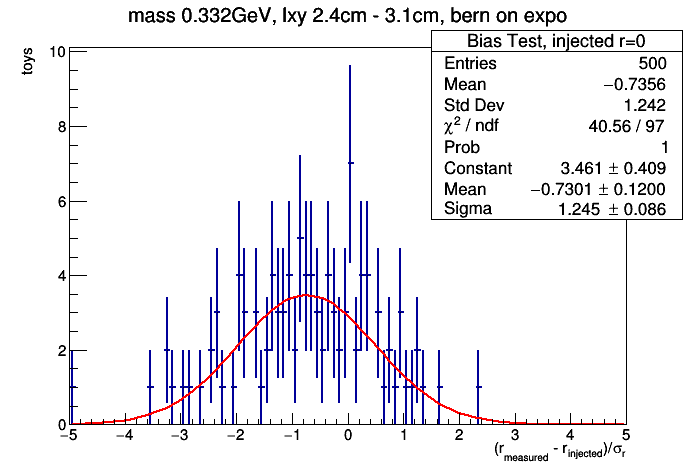 mass 0.332GeV, lxy 2.4cm - 3.1cm, bern on expo
Bias Test, injected r=0
Entries 500
Mean −0.7356
Std Dev 1.242
χ² / ndf 40.56 / 97
Prob 1
Constant 3.461 ± 0.409
Mean −0.7301 ± 0.1200
Sigma 1.245 ± 0.086
toys
10
8
6
4
2
0
−5 −4 −3 −2 −1 0 1 2 3 4 5
(r_measured - r_injected)/σ_r